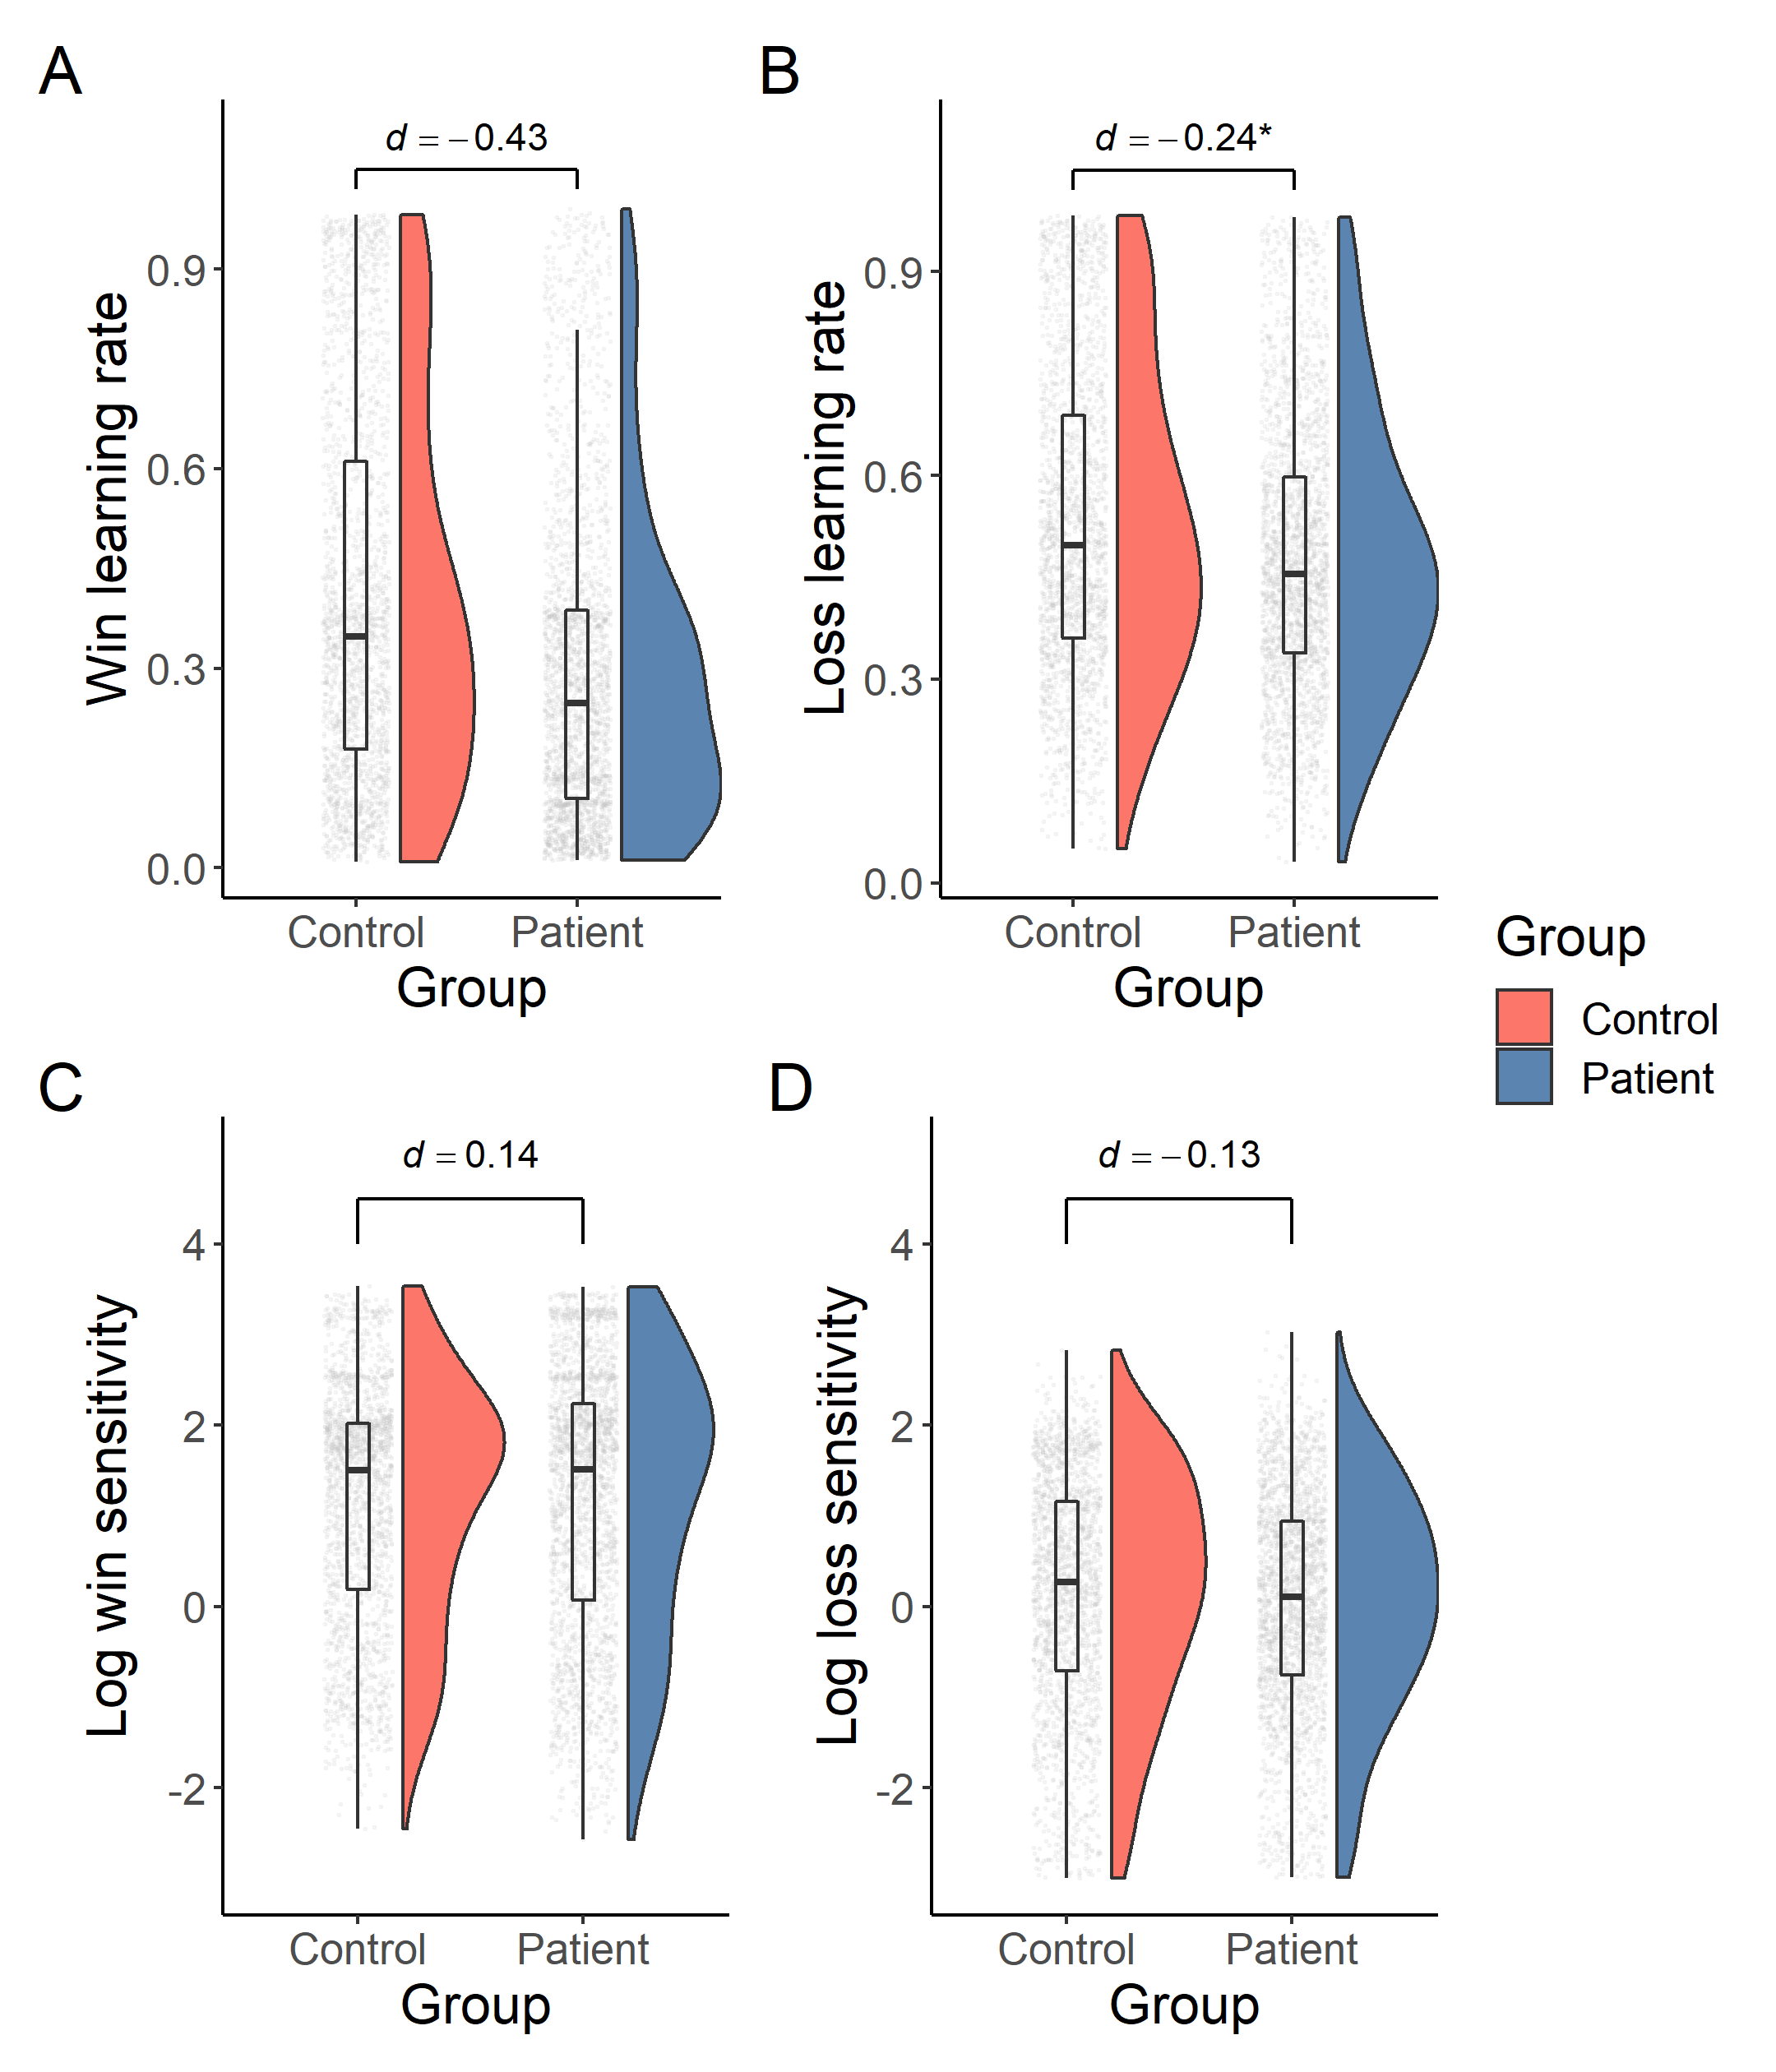 A
d = −0.43
Win learning rate
0.9
0.6
0.3
0.0
Control
Patient
Group
B
d = −0.24*
Loss learning rate
0.9
0.6
0.3
0.0
Control
Patient
Group
Group
Control
Patient
C
d = 0.14
Log win sensitivity
4
2
0
-2
Control
Patient
Group
D
d = −0.13
Log loss sensitivity
4
2
0
-2
Control
Patient
Group